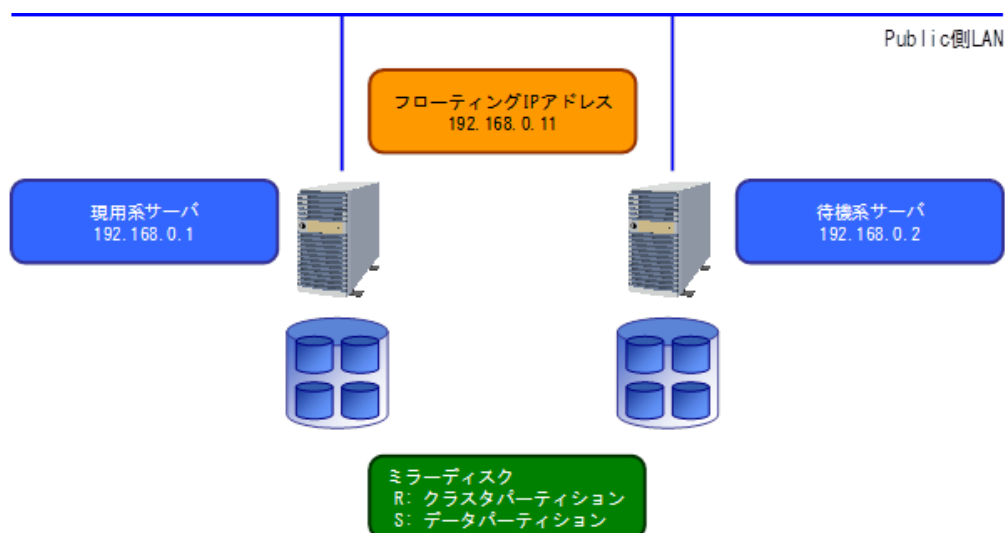 Public側LAN
フローティングIPアドレス
192.168.0.11
現用系サーバ
192.168.0.1
待機系サーバ
192.168.0.2
ミラーディスク
R: クラスタパーティション
S: データパーティション